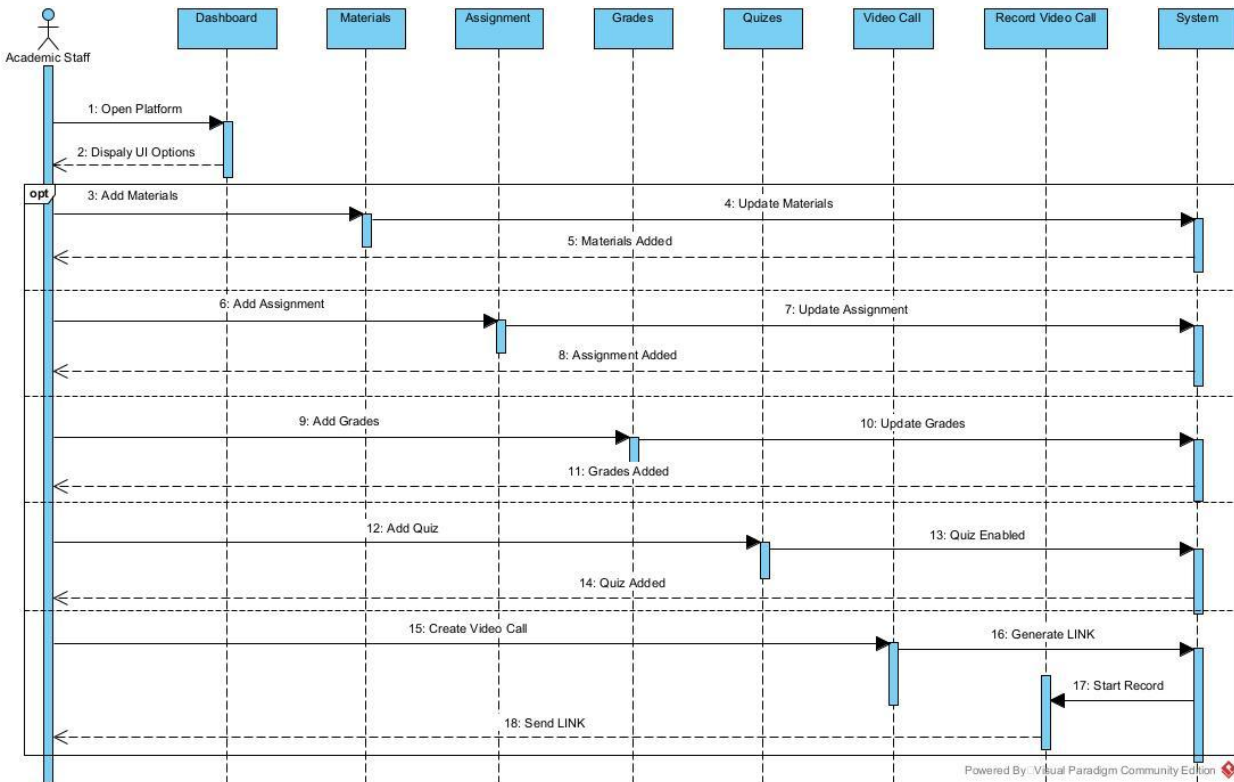 Dashboard
Materials
Assignment
Grades
Quizes
Video Call
Record Video Call
System
Academic Staff
1: Open Platform
2: Dispaly UI Options
opt
3: Add Materials
4: Update Materials
5: Materials Added
6: Add Assignment
7: Update Assignment
8: Assignment Added
9: Add Grades
10: Update Grades
11: Grades Added
12: Add Quiz
13: Quiz Enabled
14: Quiz Added
15: Create Video Call
16: Generate LINK
17: Start Record
18: Send LINK
Powered By Visual Paradigm Community Edition